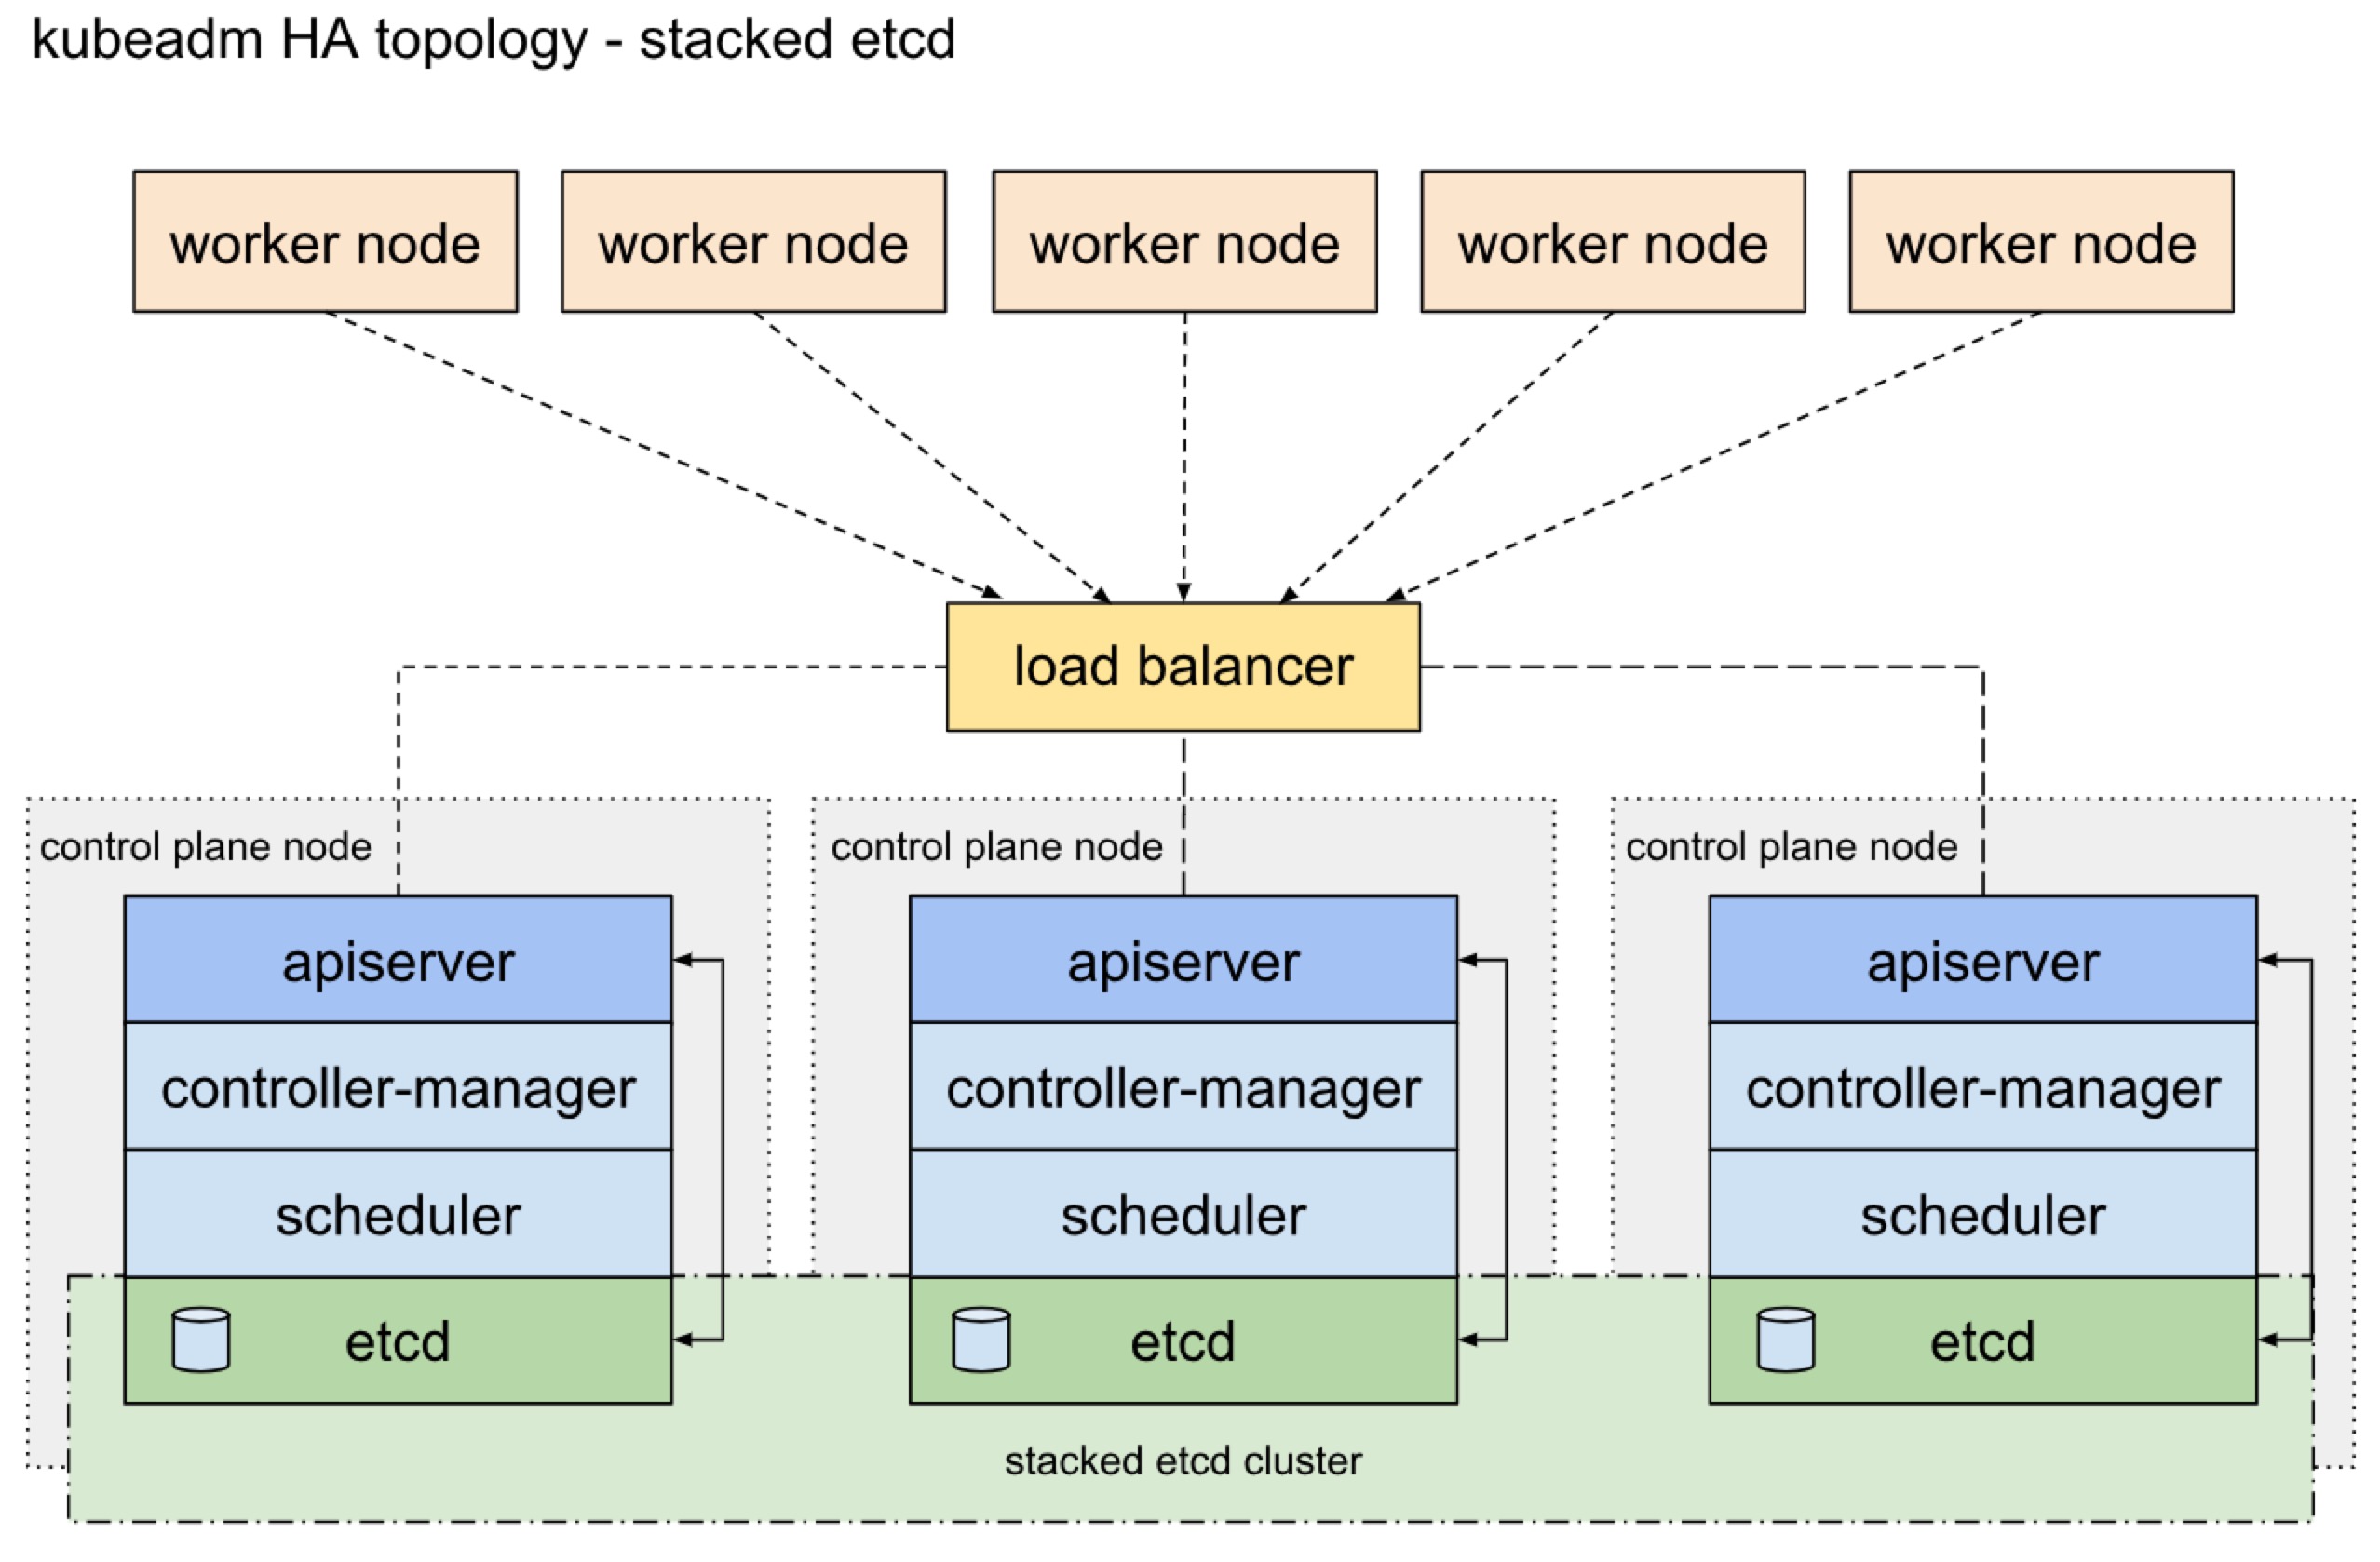 kubeadm HA topology - stacked etcd
worker node
worker node
worker node
worker node
worker node
load balancer
control plane node
control plane node
control plane node
apiserver
apiserver
apiserver
controller-manager
controller-manager
controller-manager
scheduler
scheduler
scheduler
etcd
etcd
etcd
stacked etcd cluster